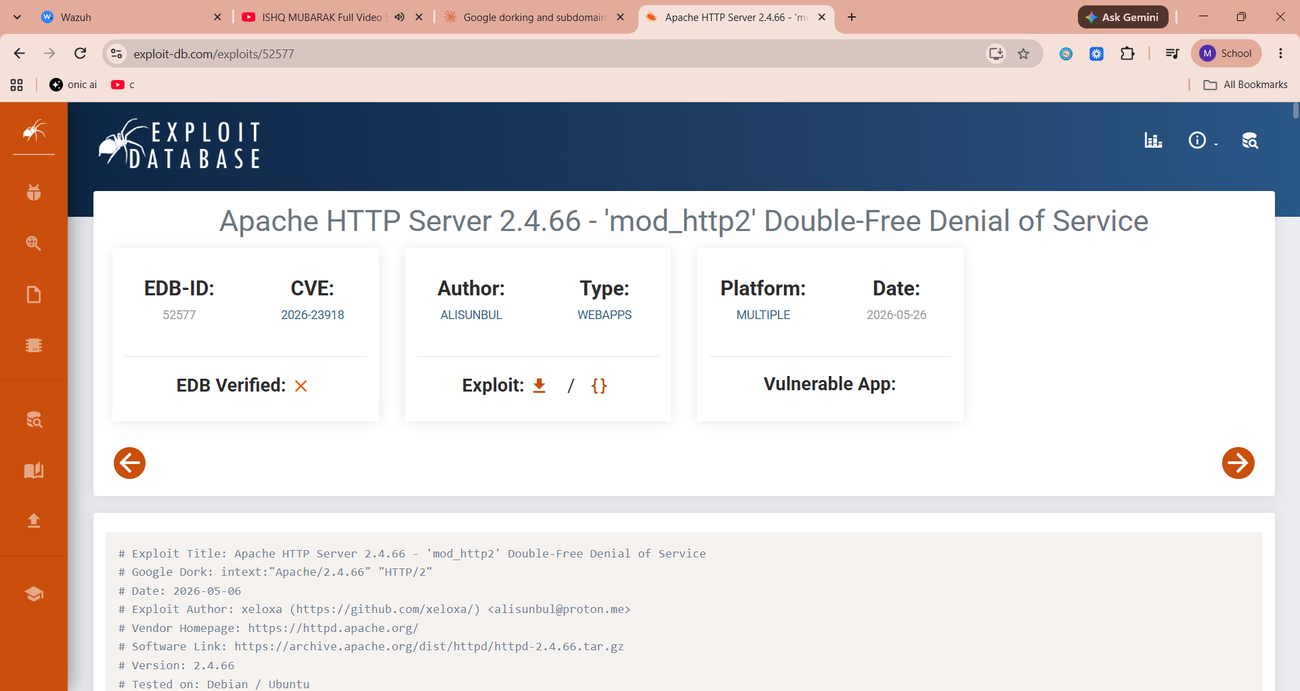 Wazuh
ISHQ MUBARAK Full Video
Google dorking and subdomain
Apache HTTP Server 2.4.66 - 'm
Ask Gemini
exploit-db.com/exploits/52577
M School
onic ai
c
All Bookmarks
EXPLOIT
DATABASE
Apache HTTP Server 2.4.66 - 'mod_http2' Double-Free Denial of Service
EDB-ID:
52577
CVE:
2026-23918
EDB Verified:
Author:
ALISUNBUL
Type:
WEBAPPS
Exploit: / {}
Platform:
MULTIPLE
Date:
2026-05-26
Vulnerable App:
# Exploit Title: Apache HTTP Server 2.4.66 - 'mod_http2' Double-Free Denial of Service
# Google Dork: intext:"Apache/2.4.66" "HTTP/2"
# Date: 2026-05-06
# Exploit Author: xeloxa (https://github.com/xeloxa/) <alisunbul@proton.me>
# Vendor Homepage: https://httpd.apache.org/
# Software Link: https://archive.apache.org/dist/httpd/httpd-2.4.66.tar.gz
# Version: 2.4.66
# Tested on: Debian / Ubuntu